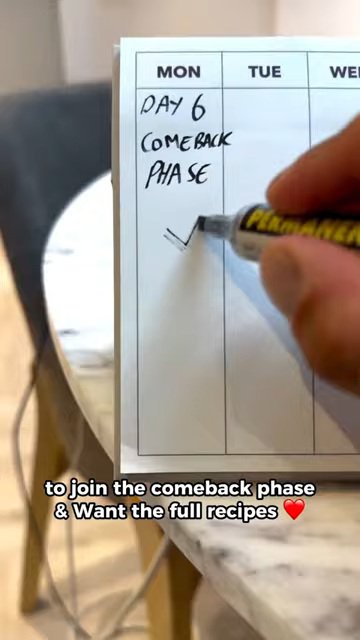 MON TUE WE
DAY 6
COMEBACK
PHASE
PERMANEN
to join the comeback phase
& Want the full recipes ❤️